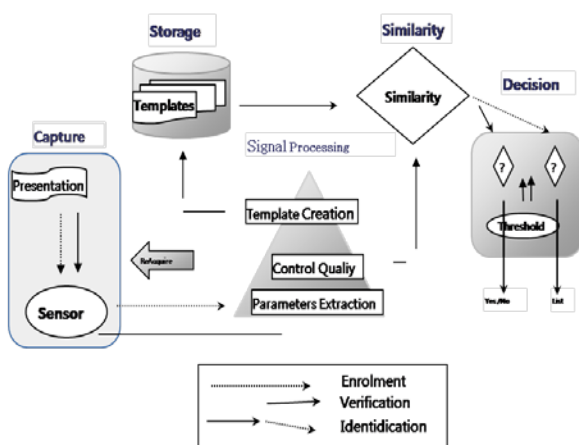 Storage
Similarity
Decision
Templates
Similarity
Signal Processing
Capture
Presentation
? ?
Template Creation
Threshold
ReAcquire
Control Qualiy
Parameters Extraction
Sensor
Yes/No
List
Enrolment
Verification
Identidication